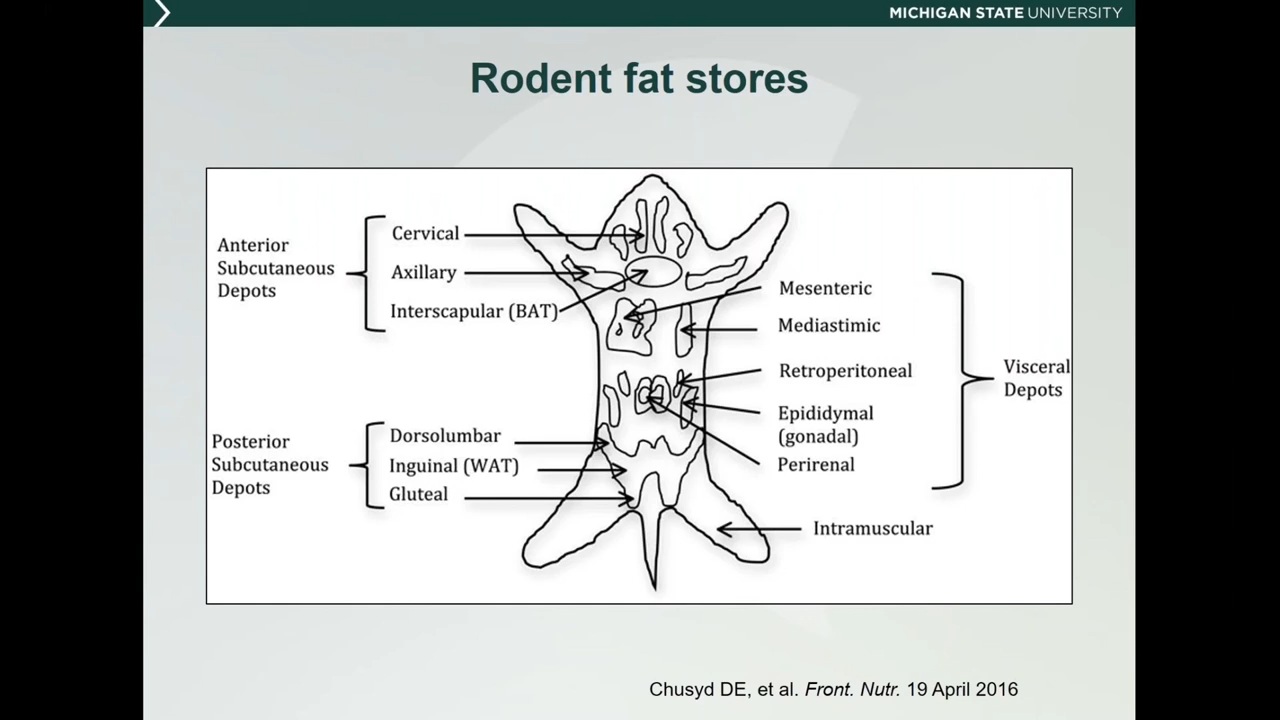 MICHIGAN STATE UNIVERSITY
Rodent fat stores
Anterior
Subcutaneous
Depots
Cervical
Axillary
Interscapular (BAT)
Posterior
Subcutaneous
Depots
Dorsolumbar
Inguinal (WAT)
Gluteal
Mesenteric
Mediastimic
Retroperitoneal
Epididymal
(gonadal)
Perirenal
Visceral
Depots
Intramuscular
Chusyd DE, et al. Front. Nutr. 19 April 2016